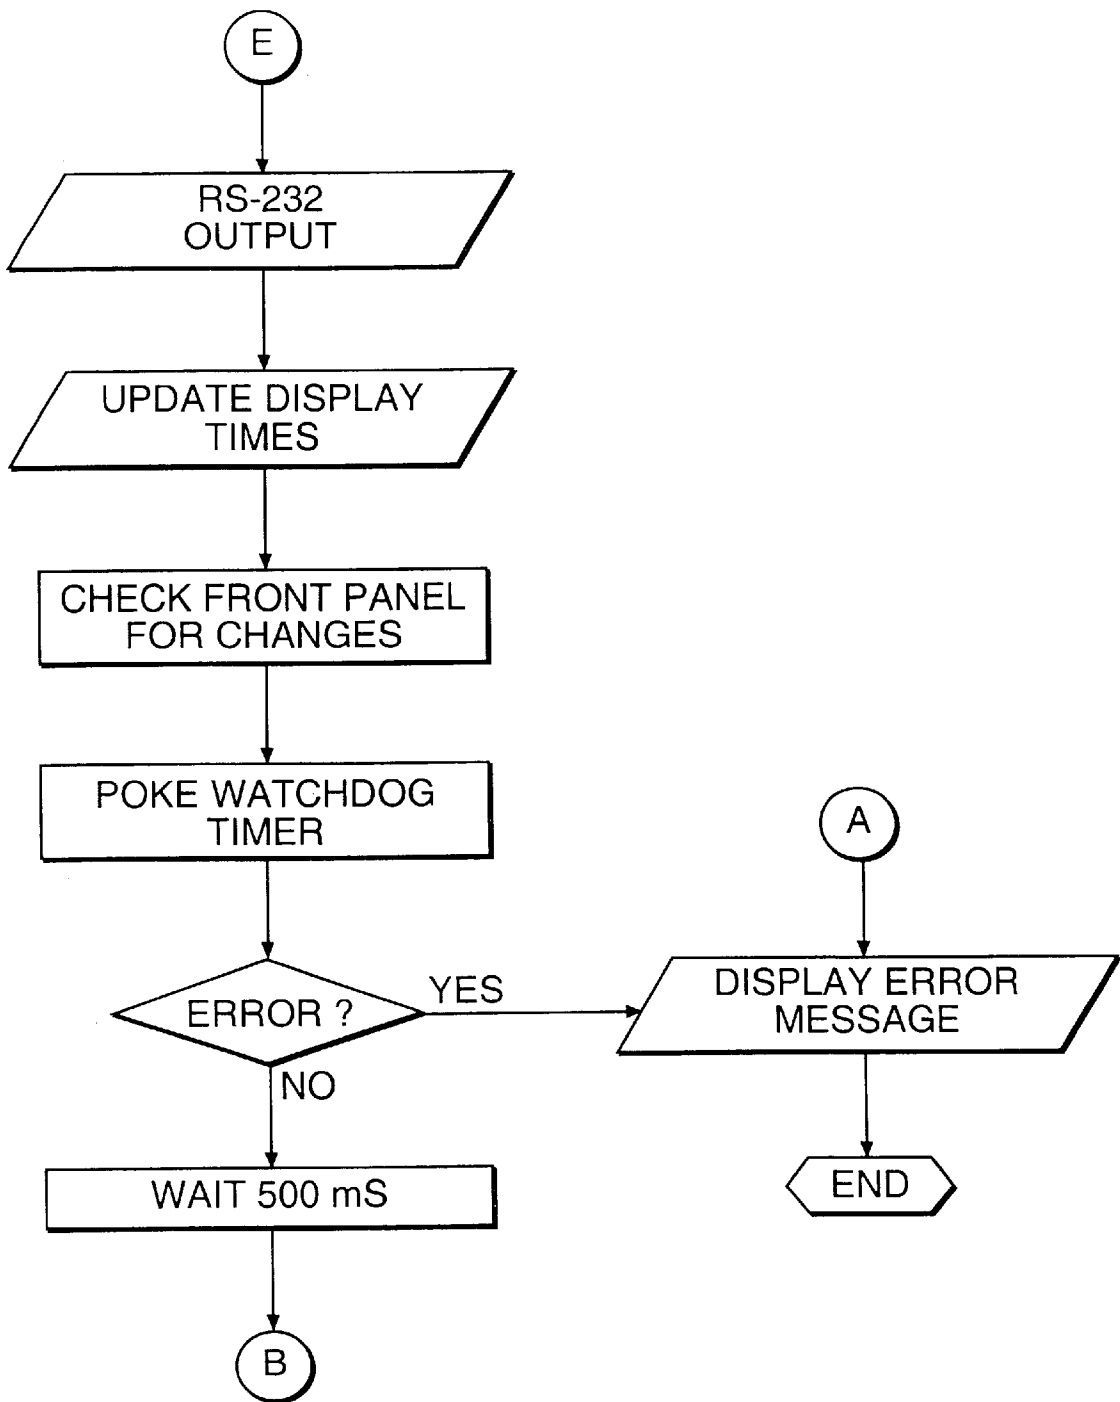 E
RS-232
OUTPUT
UPDATE DISPLAY
TIMES
CHECK FRONT PANEL
FOR CHANGES
POKE WATCHDOG
TIMER
A
ERROR ?
YES
DISPLAY ERROR
MESSAGE
NO
WAIT 500 mS
END
B